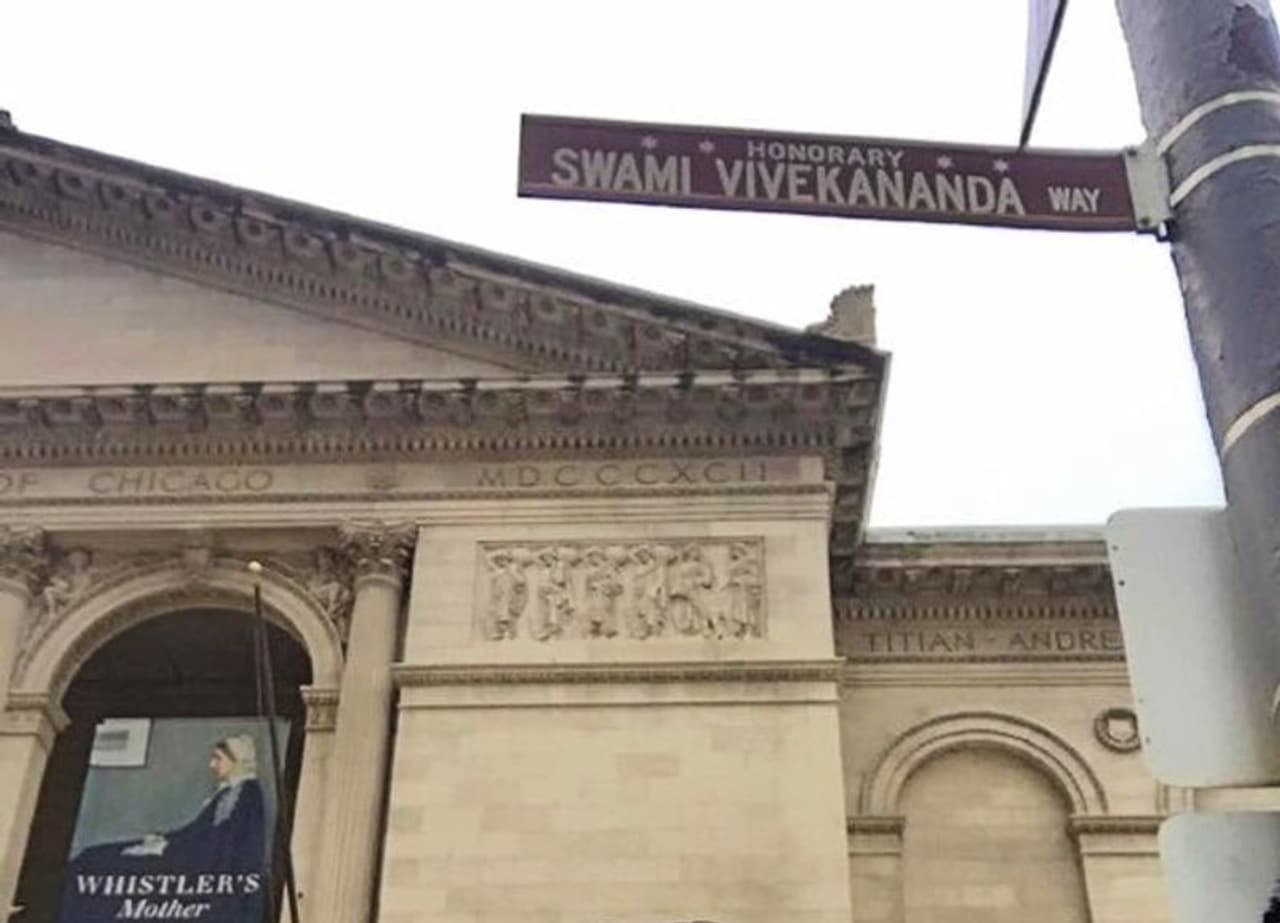 HONORARY
SWAMI VIVEKANANDA WAY
OF CHICAGO MDCCCXCII
TITIAN - ANDRE
WHISTLER'S
Mother